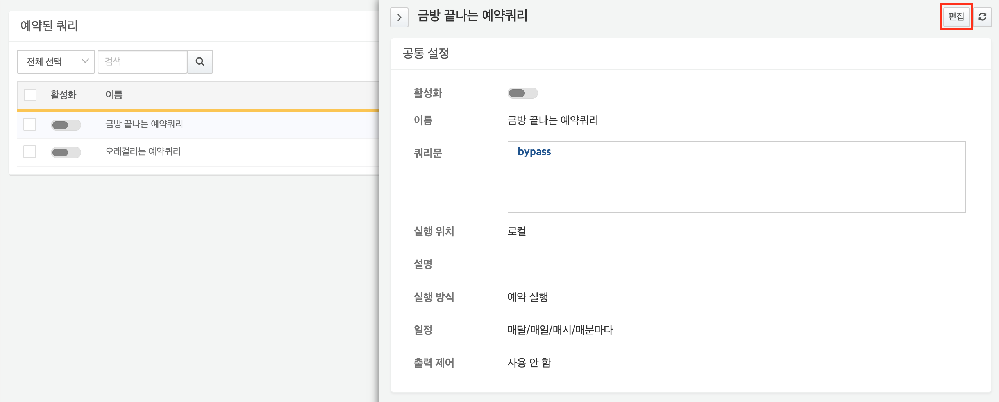 예약된 쿼리
전체 선택
검색
활성화 이름
금방 끝나는 예약쿼리
오래걸리는 예약쿼리
금방 끝나는 예약쿼리
편집
공통 설정
활성화
이름 금방 끝나는 예약쿼리
쿼리문 bypass
실행 위치 로컬
설명
실행 방식 예약 실행
일정 매달/매일/매시/매분마다
출력 제어 사용 안 함